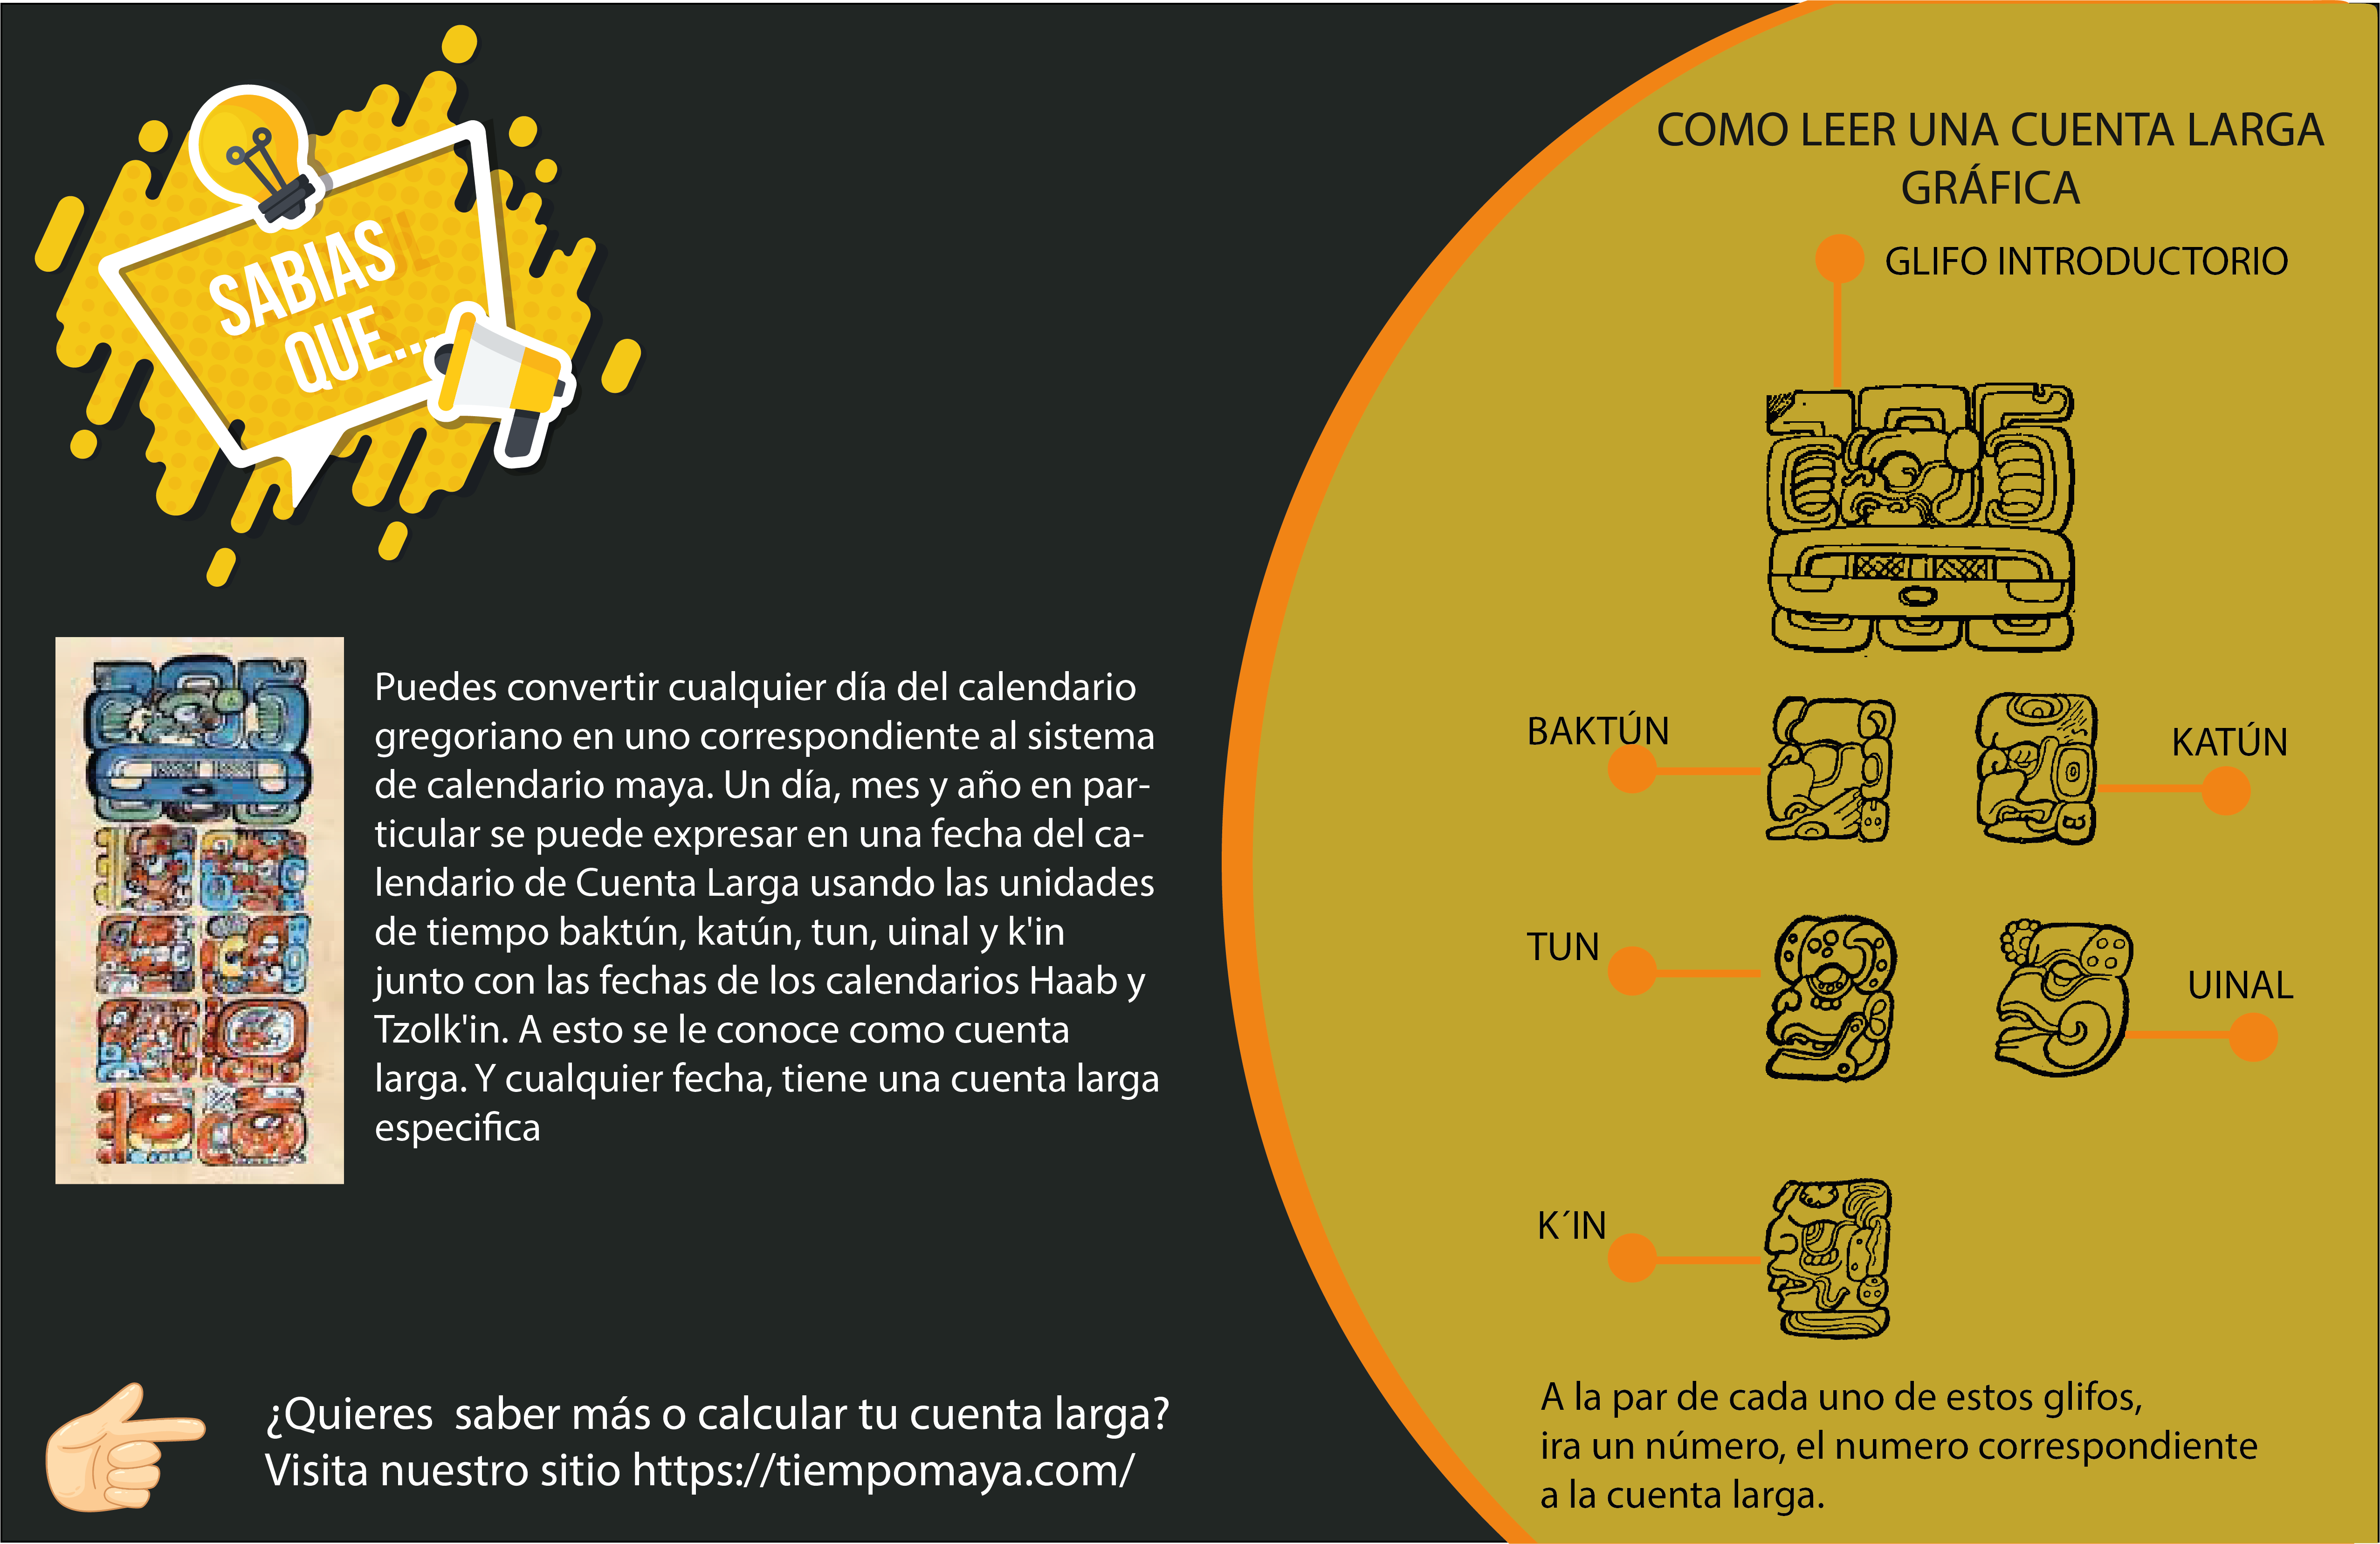 SABIAS
QUE...
Puedes convertir cualquier día del calendario
gregoriano en uno correspondiente al sistema
de calendario maya. Un día, mes y año en par-
ticular se puede expresar en una fecha del ca-
lendario de Cuenta Larga usando las unidades
de tiempo baktún, katún, tun, uinal y k'in
junto con las fechas de los calendarios Haab y
Tzolk'in. A esto se le conoce como cuenta
larga. Y cualquier fecha, tiene una cuenta larga
especifica
¿Quieres  saber más o calcular tu cuenta larga?
Visita nuestro sitio https://tiempomaya.com/
COMO LEER UNA CUENTA LARGA
GRÁFICA
GLIFO INTRODUCTORIO
BAKTÚN
KATÚN
TUN
UINAL
K´IN
A la par de cada uno de estos glifos,
ira un número, el numero correspondiente
a la cuenta larga.